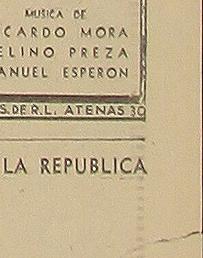 MUSICA DE
CARDO MORA
ELINO PREZA
ANUEL ESPERON
S. DE R.L. ATENAS 30
LA REPUBLICA